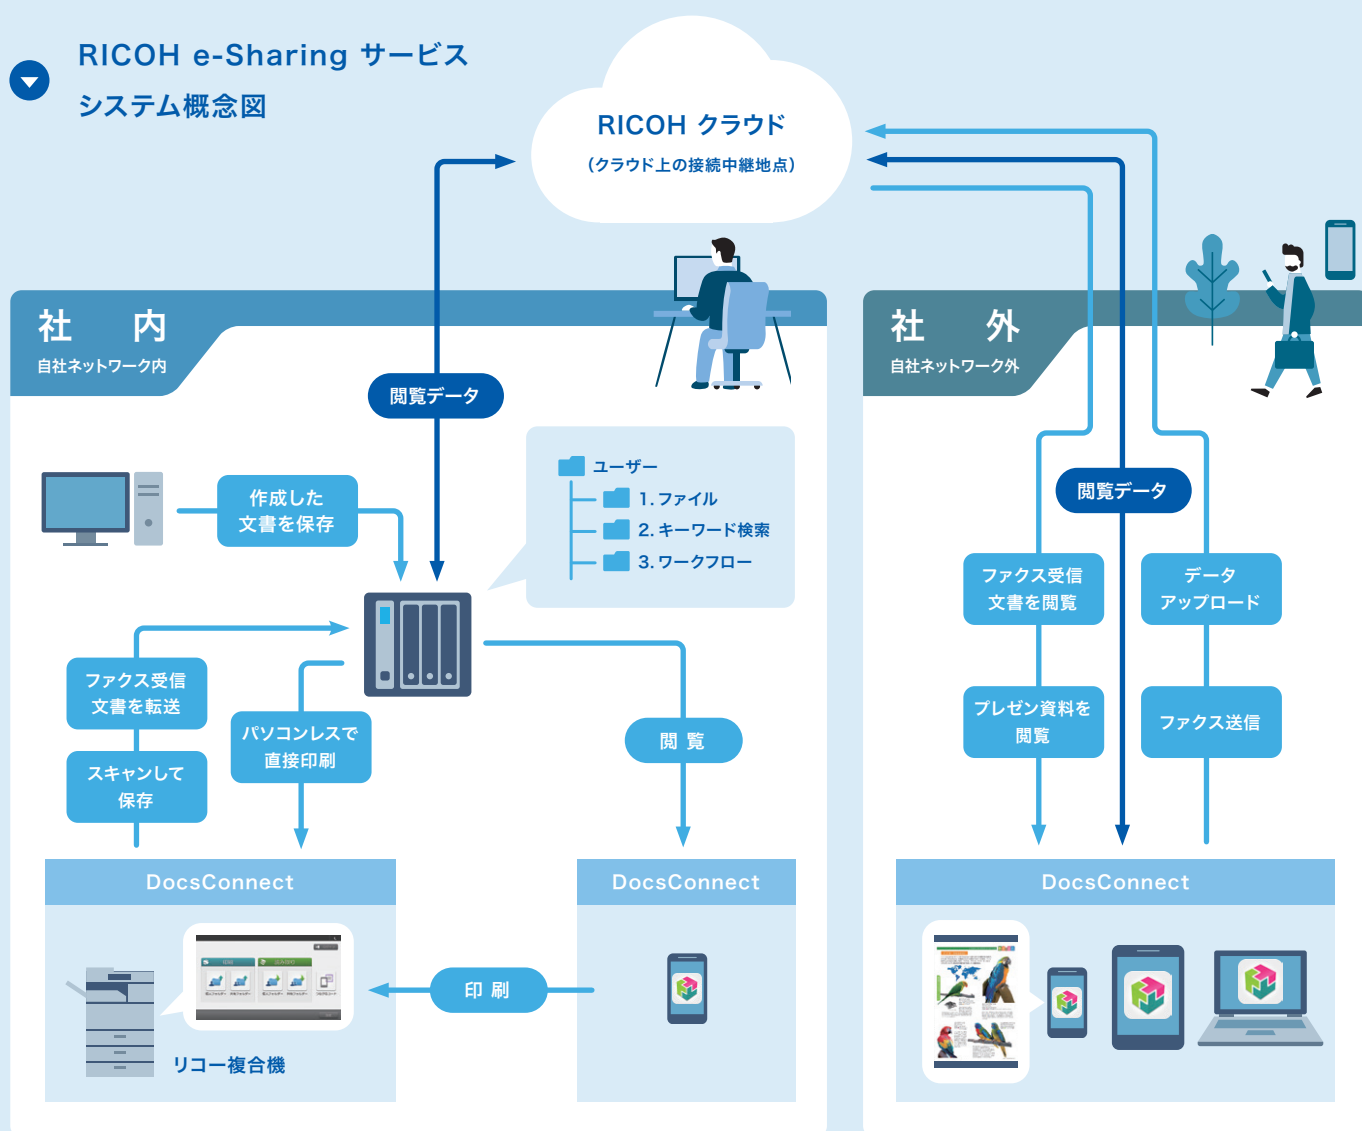 RICOH e-Sharing サービス
システム概念図
RICOH クラウド
（クラウド上の接続中継地点）
社 内
自社ネットワーク内
社 外
自社ネットワーク外
閲覧データ
作成した
文書を保存
ユーザー
1. ファイル
2. キーワード検索
3. ワークフロー
ファクス受信
文書を転送
スキャンして
保存
パソコンレスで
直接印刷
閲 覧
閲覧データ
ファクス受信
文書を閲覧
データ
アップロード
プレゼン資料を
閲覧
ファクス送信
DocsConnect
DocsConnect
DocsConnect
印 刷
リコー複合機